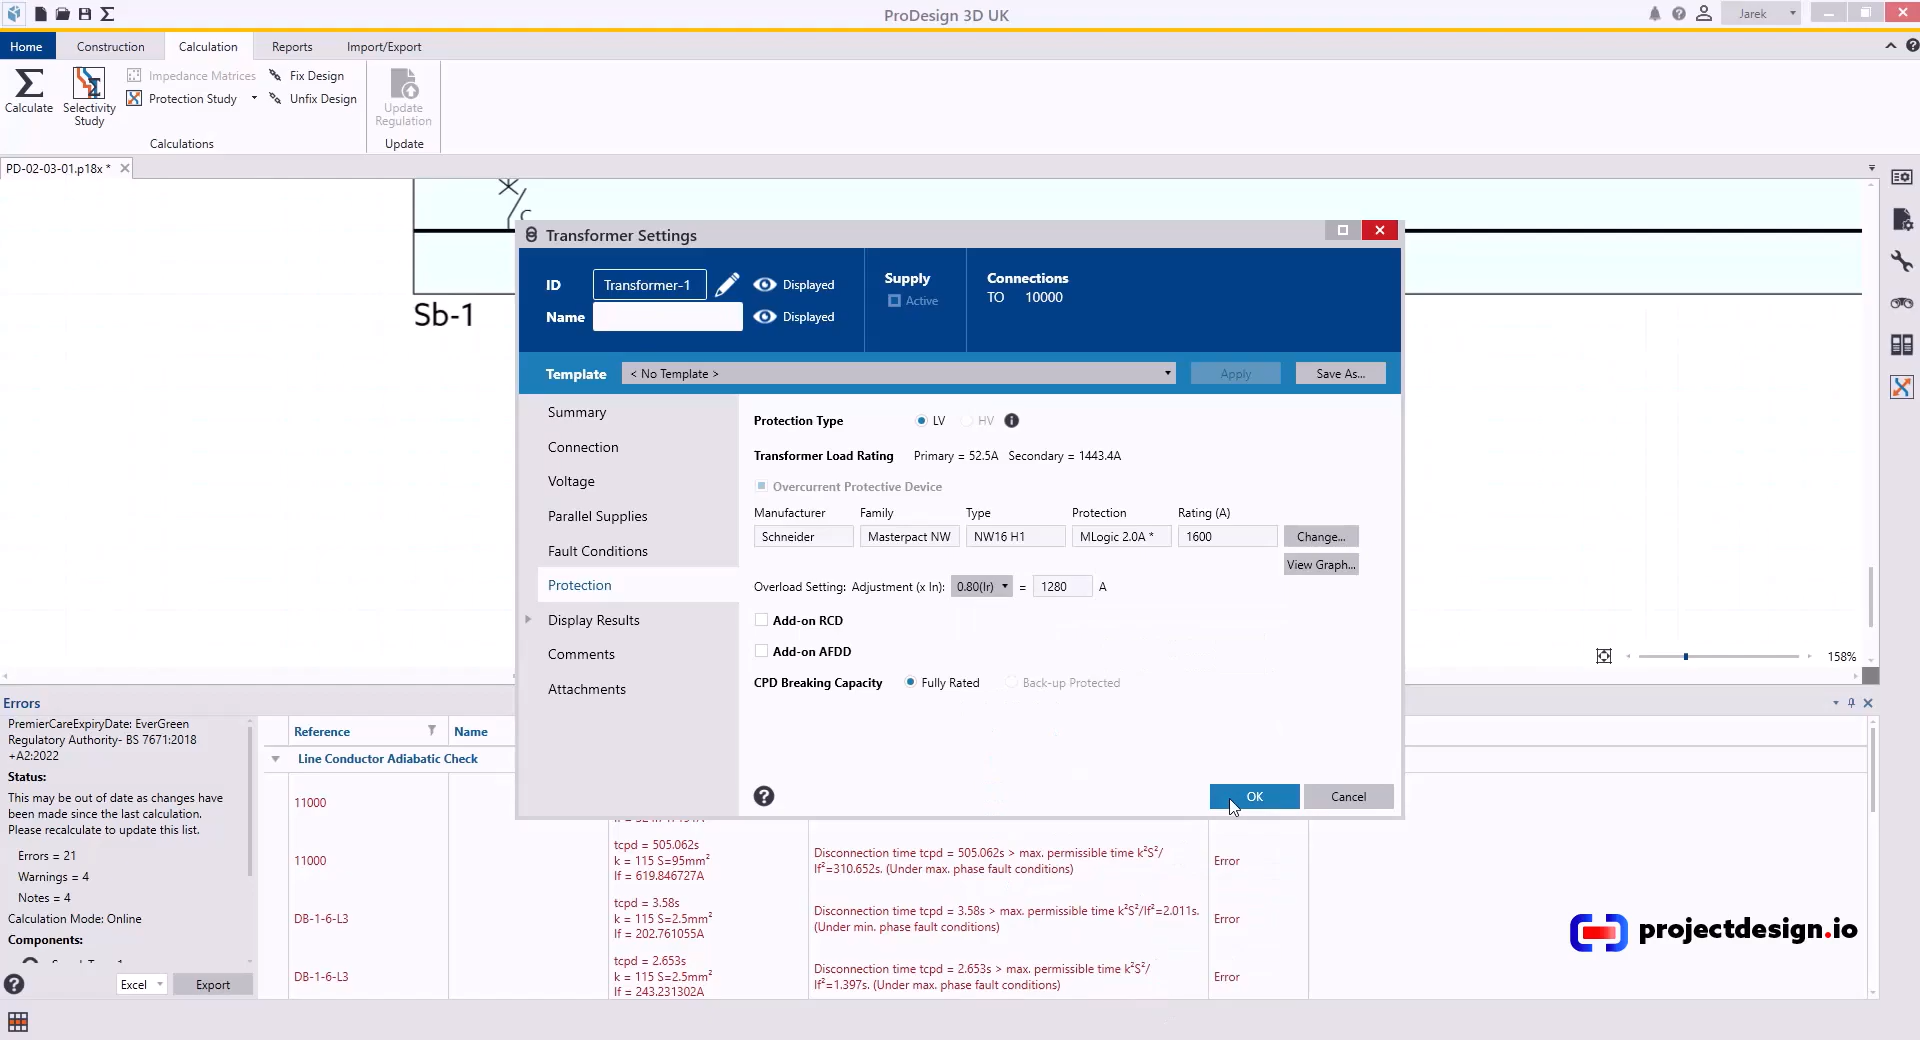 ProDesign 3D UK
Jarek
Home
Construction
Calculation
Reports
Import/Export
Calculate
Selectivity
Study
Impedance Matrices
Protection Study
Fix Design
Unfix Design
Update
Regulation
Calculations
Update
PD-02-03-01.p18x *
C
Sb-1
Transformer Settings
ID
Transformer-1
Displayed
Name
Displayed
Supply
Active
Connections
TO 10000
Template
< No Template >
Apply
Save As...
Summary
Connection
Voltage
Parallel Supplies
Fault Conditions
Protection
Display Results
Comments
Attachments
Protection Type
LV
HV
Transformer Load Rating Primary = 52.5A Secondary = 1443.4A
Overcurrent Protective Device
Manufacturer Family Type Protection Rating (A)
Schneider Masterpact NW NW16 H1 MLogic 2.0A * 1600 Change...
View Graph...
Overload Setting: Adjustment (x In): 0.80(Ir) = 1280 A
Add-on RCD
Add-on AFDD
CPD Breaking Capacity Fully Rated Back-up Protected
OK
Cancel
158%
Errors
PremierCareExpiryDate: EverGreen
Regulatory Authority- BS 7671:2018
+A2:2022
Status:
This may be out of date as changes have
been made since the last calculation.
Please recalculate to update this list.
Errors = 21
Warnings = 4
Notes = 4
Calculation Mode: Online
Components:
Excel
Export
Reference
Name
Line Conductor Adiabatic Check
11000
11000
tcpd = 505.062s
k = 115 S=95mm²
If = 619.846727A
Disconnection time tcpd = 505.062s > max. permissible time k²S²/
If²=310.652s. (Under max. phase fault conditions)
Error
DB-1-6-L3
tcpd = 3.58s
k = 115 S=2.5mm²
If = 202.761055A
Disconnection time tcpd = 3.58s > max. permissible time k²S²/If²=2.011s.
(Under min. phase fault conditions)
Error
DB-1-6-L3
tcpd = 2.653s
k = 115 S=2.5mm²
If = 243.231302A
Disconnection time tcpd = 2.653s > max. permissible time k²S²/
If²=1.397s. (Under max. phase fault conditions)
Error
projectdesign.io